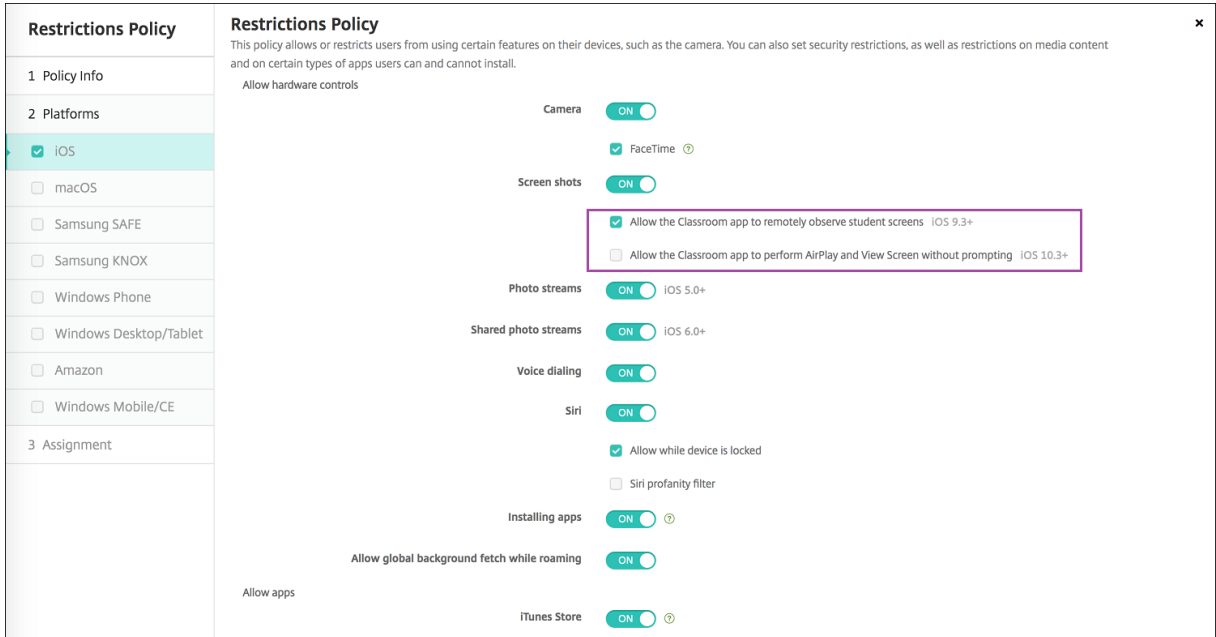 Restrictions Policy
1 Policy Info
2 Platforms
iOS
macOS
Samsung SAFE
Samsung KNOX
Windows Phone
Windows Desktop/Tablet
Amazon
Windows Mobile/CE
3 Assignment
Restrictions Policy
This policy allows or restricts users from using certain features on their devices, such as the camera. You can also set security restrictions, as well as restrictions on media content
and on certain types of apps users can and cannot install.
Allow hardware controls
Camera ON
FaceTime ?
Screen shots ON
Allow the Classroom app to remotely observe student screens iOS 9.3+
Allow the Classroom app to perform AirPlay and View Screen without prompting iOS 10.3+
Photo streams ON iOS 5.0+
Shared photo streams ON iOS 6.0+
Voice dialing ON
Siri ON
Allow while device is locked
Siri profanity filter
Installing apps ON ?
Allow global background fetch while roaming ON
Allow apps
iTunes Store ON ?